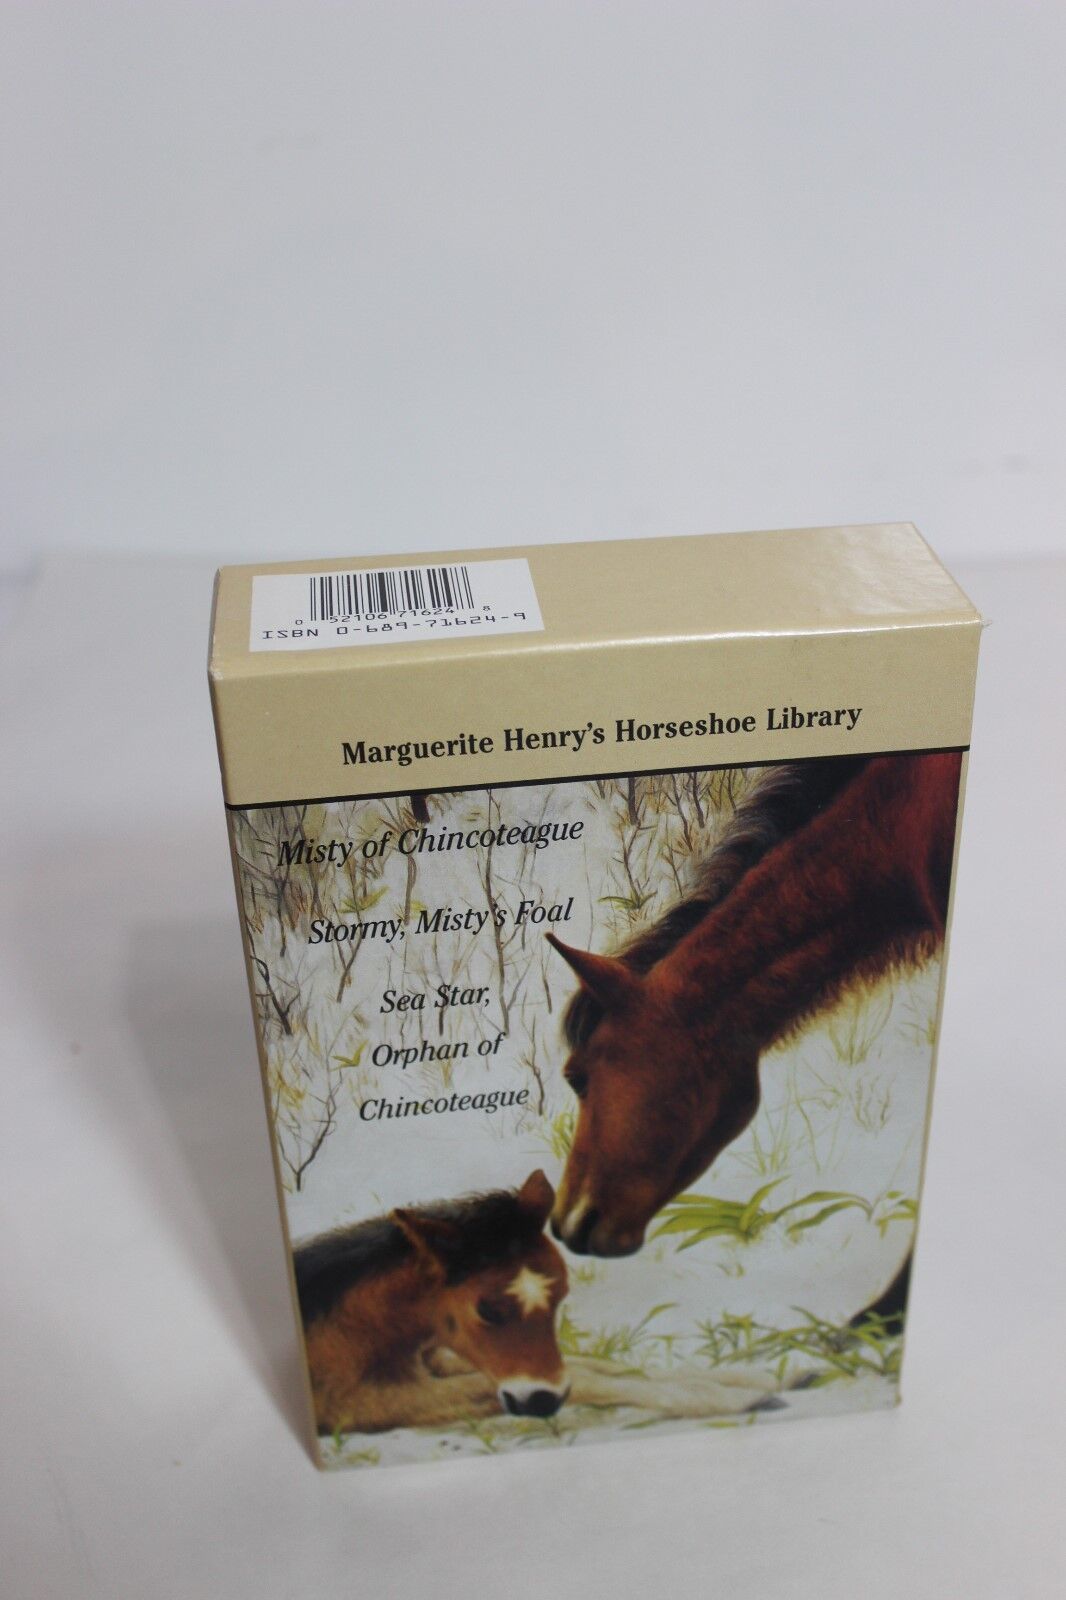 0 52106 71624 8
ISBN 0-689-71624-9
Marguerite Henry's Horseshoe Library
Misty of Chincoteague
Stormy, Misty's Foal
Sea Star,
Orphan of
Chincoteague